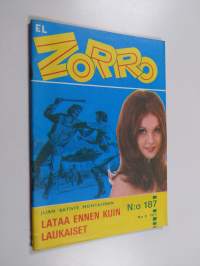 EL
ZORRO
N:o 187
LATAA ENNEN KUIN
LAUKAISET